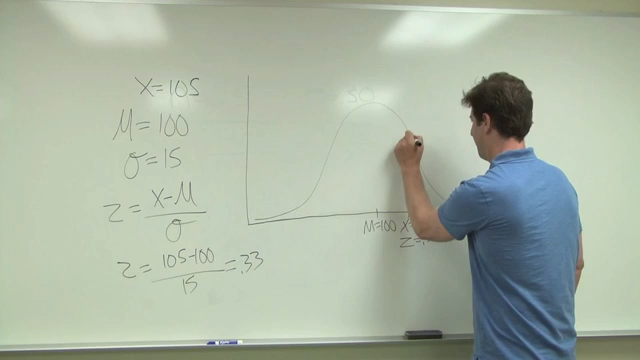 X=105
M=100
σ=15
Z=X-M
σ
Z=105-100=.33
15
50
M=100 X=
Z=.